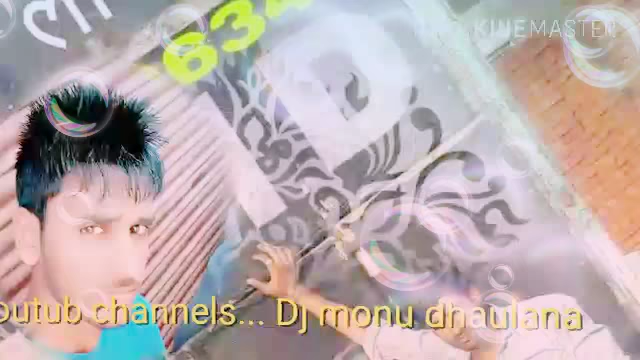 ला
634
D
KINEMASTER
outub channels... Dj monu dhaulana